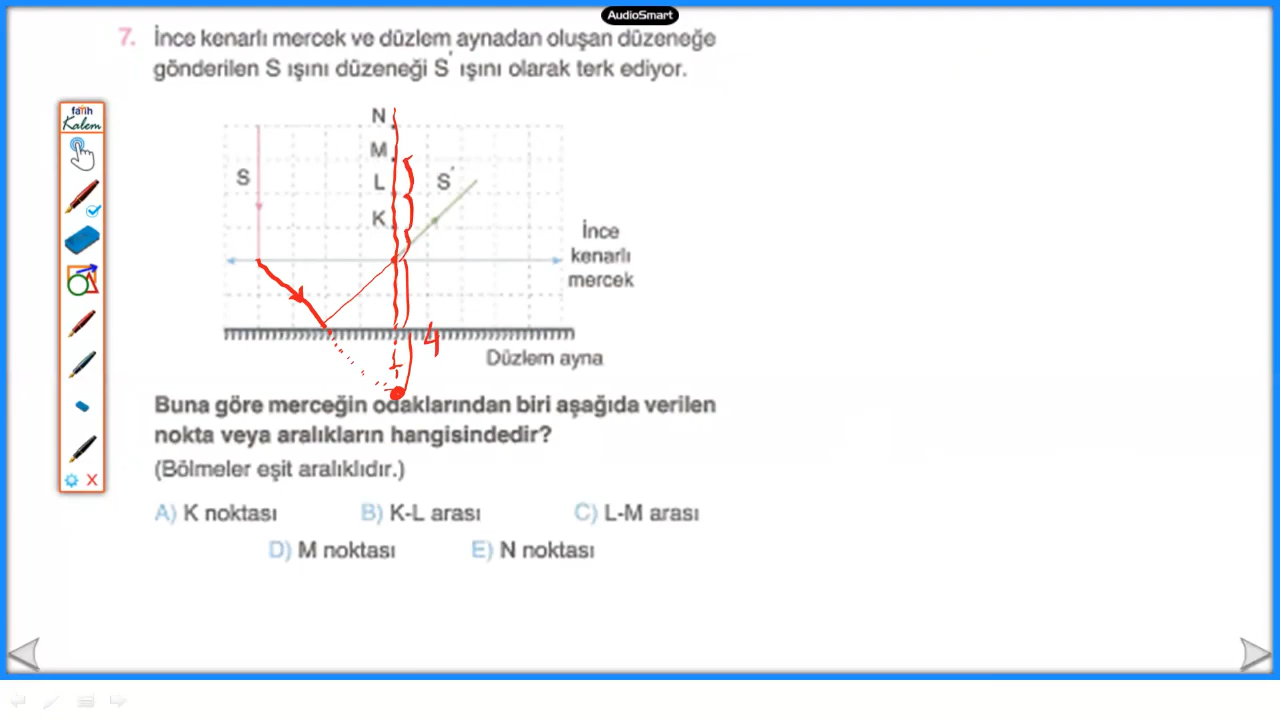 AudioSmart
7. İnce kenarlı mercek ve düzlem aynadan oluşan düzeneğe
gönderilen S ışını düzeneği S' ışını olarak terk ediyor.
fatih
Kalem
N
M
S
L
S'
K
İnce
kenarlı
mercek
4
Düzlem ayna
Buna göre merceğin odaklarından biri aşağıda verilen
nokta veya aralıkların hangisindedir?
(Bölmeler eşit aralıklıdır.)
A) K noktası B) K-L arası C) L-M arası
D) M noktası E) N noktası